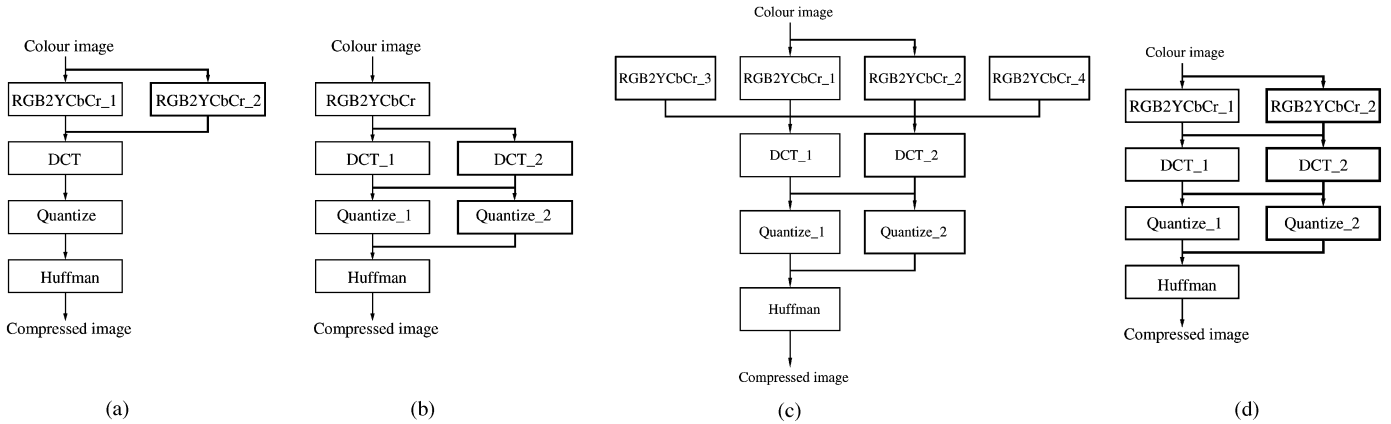 Colour image
RGB2YCbCr_1
RGB2YCbCr_2
DCT
Quantize
Huffman
Compressed image
(a)
Colour image
RGB2YCbCr
DCT_1
DCT_2
Quantize_1
Quantize_2
Huffman
Compressed image
(b)
Colour image
RGB2YCbCr_3
RGB2YCbCr_1
RGB2YCbCr_2
RGB2YCbCr_4
DCT_1
DCT_2
Quantize_1
Quantize_2
Huffman
Compressed image
(c)
Colour image
RGB2YCbCr_1
RGB2YCbCr_2
DCT_1
DCT_2
Quantize_1
Quantize_2
Huffman
Compressed image
(d)